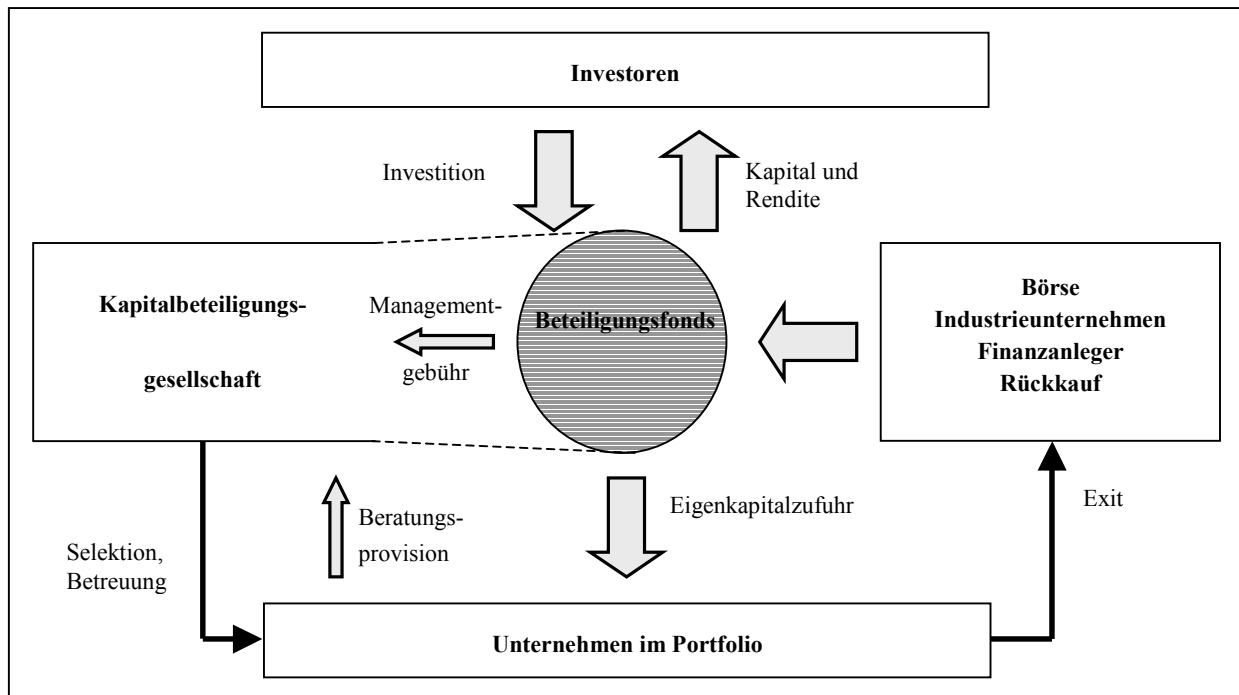 Investoren
Investition
Kapital und
Rendite
Kapitalbeteiligungs-
gesellschaft
Management-
gebühr
Beteiligungsfonds
Börse
Industrieunternehmen
Finanzanleger
Rückkauf
Selektion,
Betreuung
Beratungs-
provision
Eigenkapitalzufuhr
Exit
Unternehmen im Portfolio